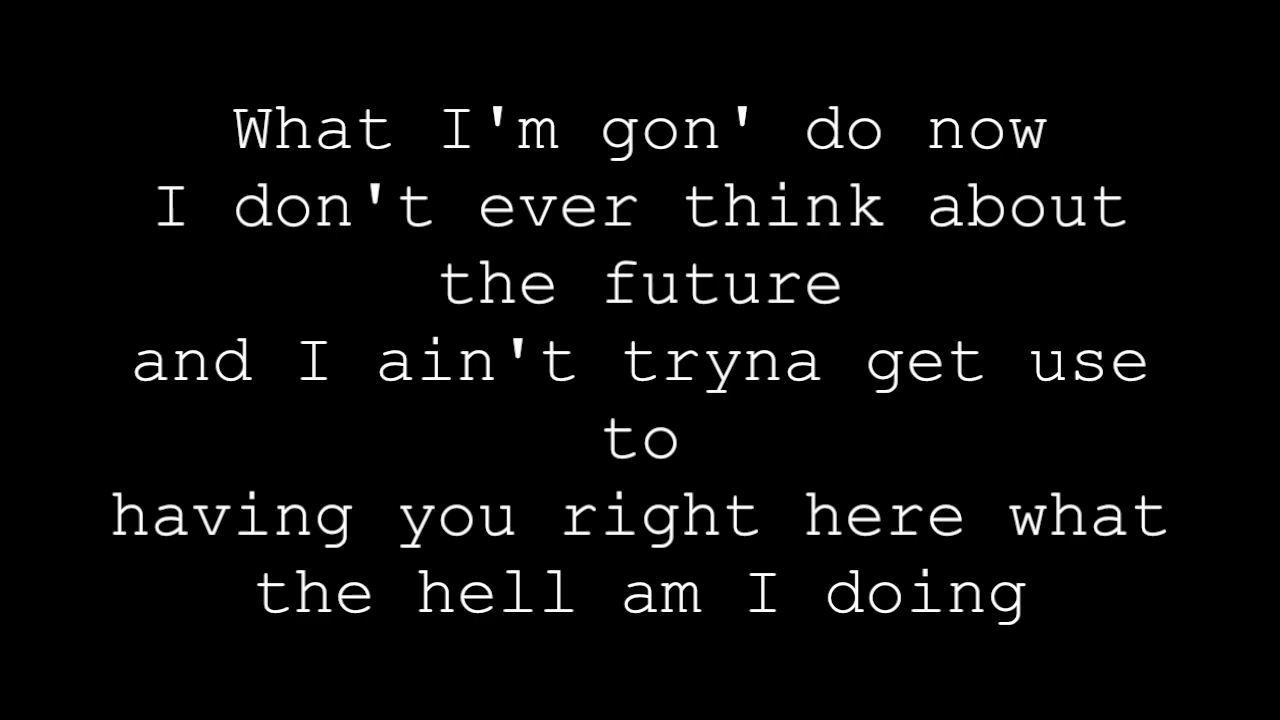 What I'm gon' do now
I don't ever think about
the future
and I ain't tryna get use
to
having you right here what
the hell am I doing